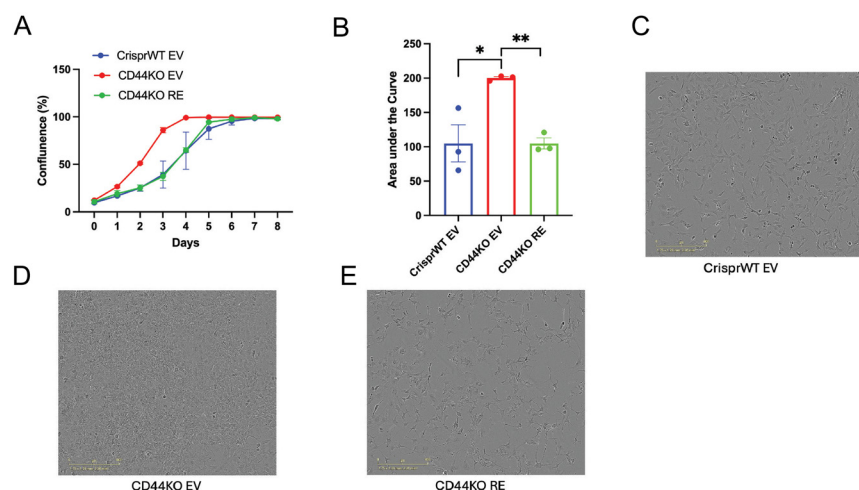 A
CrisprWT EV
CD44KO EV
CD44KO RE
Conflunence (%)
150
100
50
0
0 1 2 3 4 5 6 7 8
Days
B
Area under the Curve
250
200
150
100
50
0
*
**
CrisprWT EV
CD44KO EV
CD44KO RE
C
CrisprWT EV
D
CD44KO EV
E
CD44KO RE